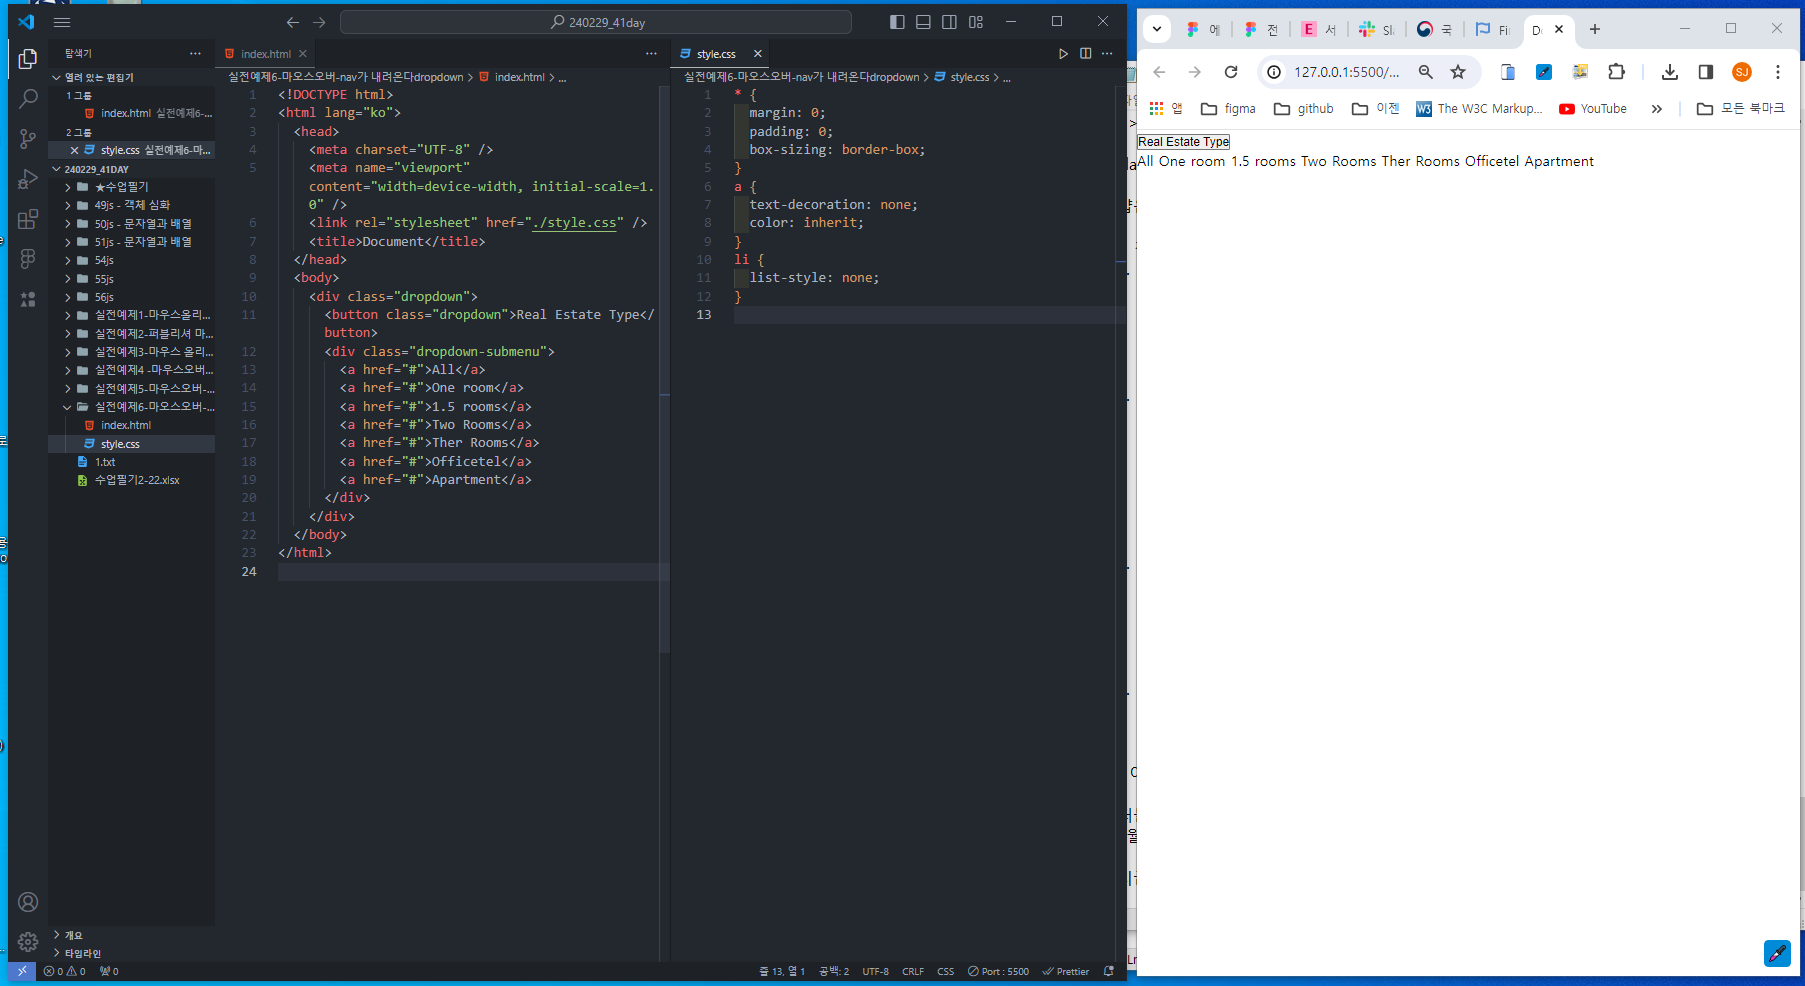 240229_41day
탐색기
열려 있는 편집기
1 그룹
index.html 실전예제6-...
2 그룹
style.css 실전예제6-마...
240229_41DAY
★수업필기
49js - 객체 심화
50js - 문자열과 배열
51js - 문자열과 배열
54js
55js
56js
실전예제1-마우스올리...
실전예제2-퍼블리셔 마...
실전예제3-마우스 올리...
실전예제4 -마우스오버...
실전예제5-마우스오버-...
실전예제6-마오스오버-...
index.html
style.css
1.txt
수업필기2-22.xlsx
개요
타임라인
index.html
실전예제6-마오스오버-nav가 내려온다dropdown > index.html > ...
1 <!DOCTYPE html>
2 <html lang="ko">
3 <head>
4 <meta charset="UTF-8" />
5 <meta name="viewport"
content="width=device-width, initial-scale=1.
0" />
6 <link rel="stylesheet" href="./style.css" />
7 <title>Document</title>
8 </head>
9 <body>
10 <div class="dropdown">
11 <button class="dropdown">Real Estate Type</
button>
12 <div class="dropdown-submenu">
13 <a href="#">All</a>
14 <a href="#">One room</a>
15 <a href="#">1.5 rooms</a>
16 <a href="#">Two Rooms</a>
17 <a href="#">Ther Rooms</a>
18 <a href="#">Officetel</a>
19 <a href="#">Apartment</a>
20 </div>
21 </div>
22 </body>
23 </html>
24
style.css
실전예제6-마오스오버-nav가 내려온다dropdown > style.css > ...
1 * {
2 margin: 0;
3 padding: 0;
4 box-sizing: border-box;
5 }
6 a {
7 text-decoration: none;
8 color: inherit;
9 }
10 li {
11 list-style: none;
12 }
13
0 0 0
줄 13, 열 1 공백: 2 UTF-8 CRLF CSS Port : 5500 Prettier
에 전 E 서 국
127.0.0.1:5500/...
SJ
앱 figma github 이젠 The W3C Markup... YouTube 모든 북마크
Real Estate Type
All One room 1.5 rooms Two Rooms Ther Rooms Officetel Apartment